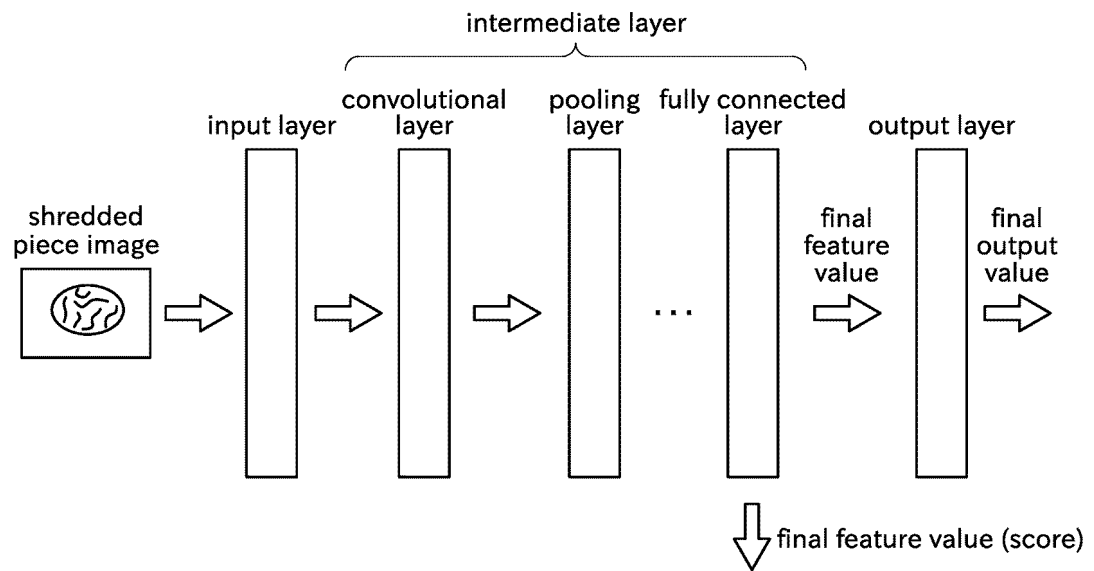 intermediate layer
convolutional
layer
pooling
layer
fully connected
layer
input layer
output layer
shredded
piece image
final
feature
value
final
output
value
...
final feature value (score)